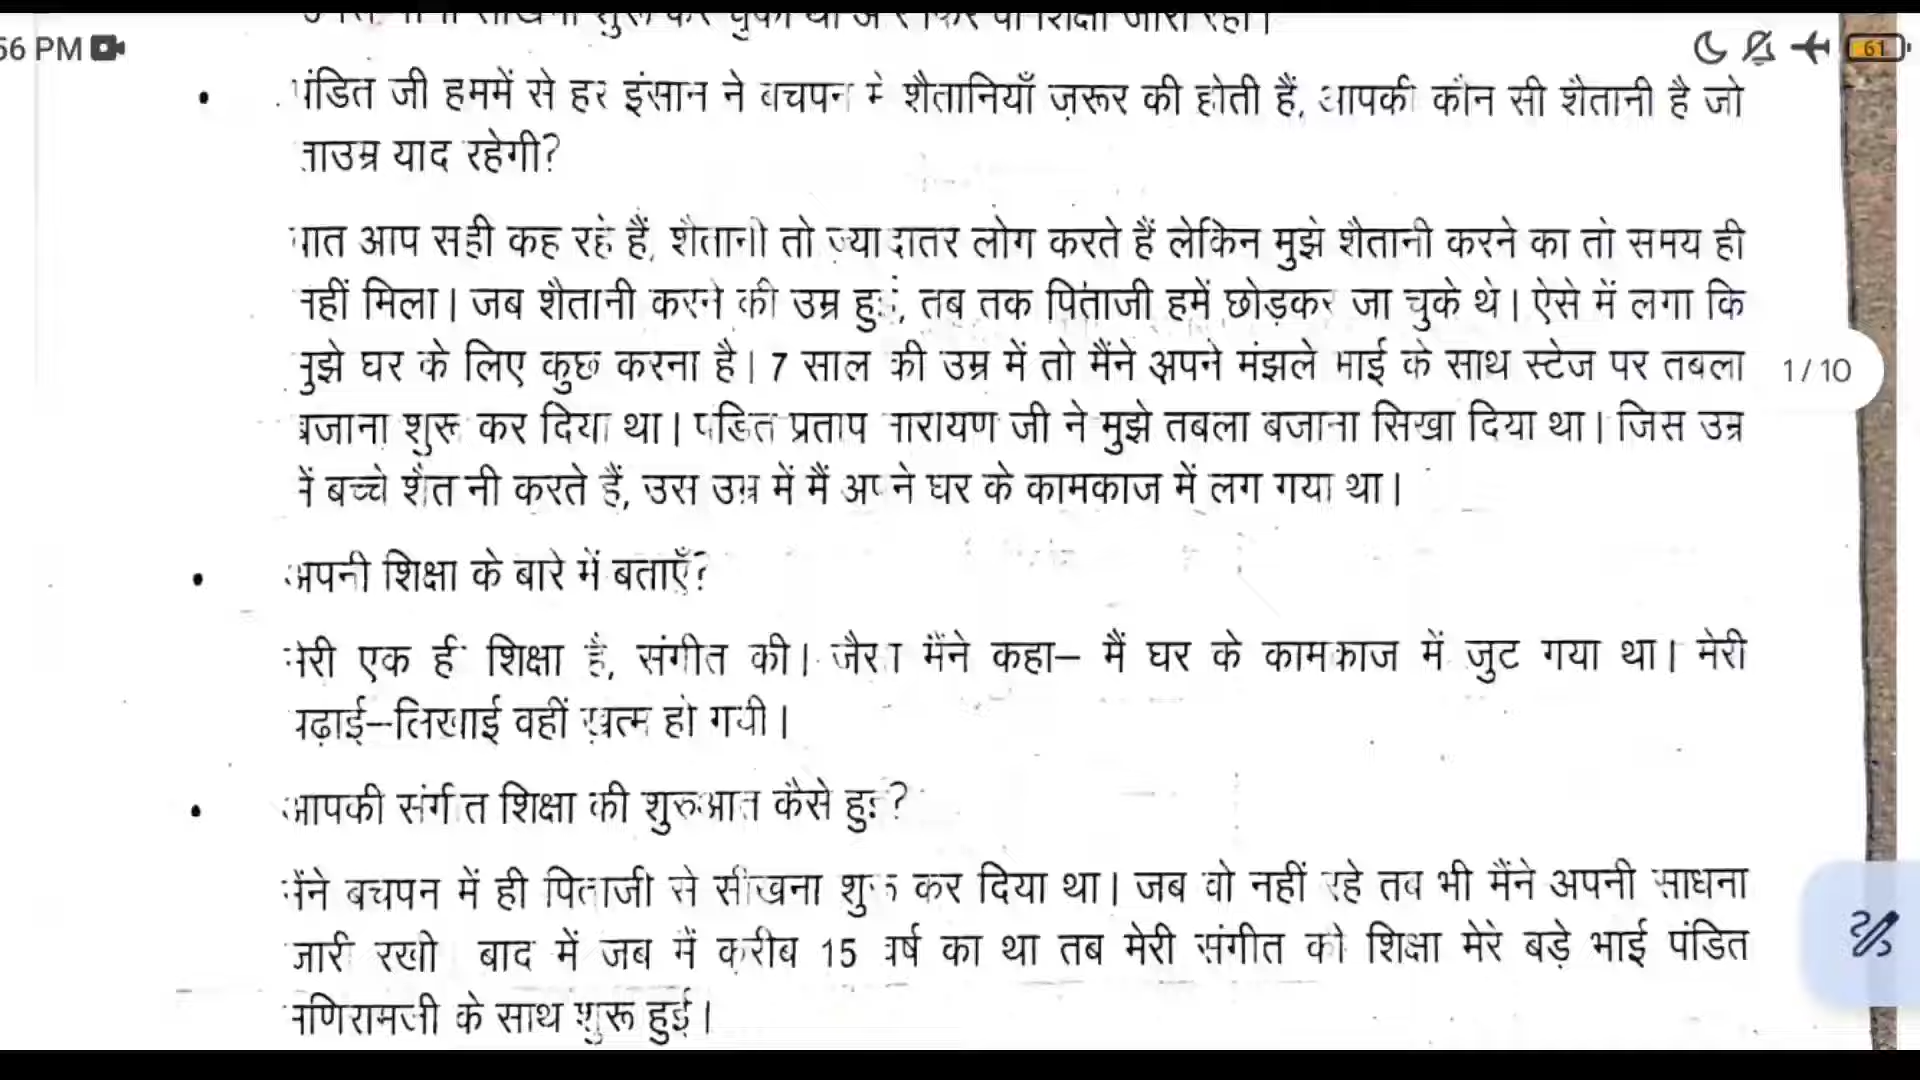 56 PM
61
पंडित जी हममें से हर इंसान ने बचपन मे शैतानियाँ ज़रूर की होती हैं, आपकी कौन सी शैतानी है जो
ताउम्र याद रहेगी?
बात आप सही कह रहे हैं, शैतानी तो ज्यादातर लोग करते हैं लेकिन मुझे शैतानी करने का तो समय ही
नहीं मिला। जब शैतानी करने की उम्र हुई, तब तक पिताजी हमें छोड़कर जा चुके थे। ऐसे में लगा कि
मुझे घर के लिए कुछ करना है। 7 साल की उम्र में तो मैंने अपने मंझले भाई के साथ स्टेज पर तबला
1/10
बजाना शुरू कर दिया था। पंडित प्रताप नारायण जी ने मुझे तबला बजाना सिखा दिया था। जिस उम्र
में बच्चे शैतानी करते हैं, उस उम्र में मैं अपने घर के कामकाज में लग गया था।
अपनी शिक्षा के बारे में बताएँ?
मेरी एक ही शिक्षा है, संगीत की। जैसा मैंने कहा– मैं घर के कामकाज में जुट गया था। मेरी
पढ़ाई–लिखाई वहीं ख़त्म हो गयी।
आपकी संगीत शिक्षा की शुरुआत कैसे हुई?
मैंने बचपन में ही पिताजी से सीखना शुरू कर दिया था। जब वो नहीं रहे तब भी मैंने अपनी साधना
जारी रखी बाद में जब मैं क़रीब 15 वर्ष का था तब मेरी संगीत की शिक्षा मेरे बड़े भाई पंडित
मणिरामजी के साथ शुरू हुई।